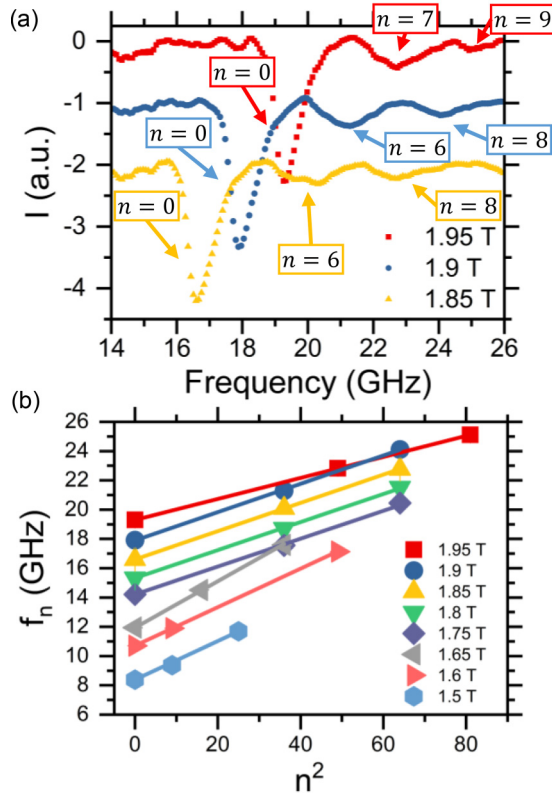 (a)
0
-1
-2
-3
-4
I (a.u.)
n = 7
n = 9
n = 0
n = 0
n = 6
n = 8
n = 0
n = 6
n = 8
1.95 T
1.9 T
1.85 T
14 16 18 20 22 24 26
Frequency (GHz)
(b)
26
24
22
20
18
16
14
12
10
8
6
fn (GHz)
1.95 T
1.9 T
1.85 T
1.8 T
1.75 T
1.65 T
1.6 T
1.5 T
0 20 40 60 80
n²